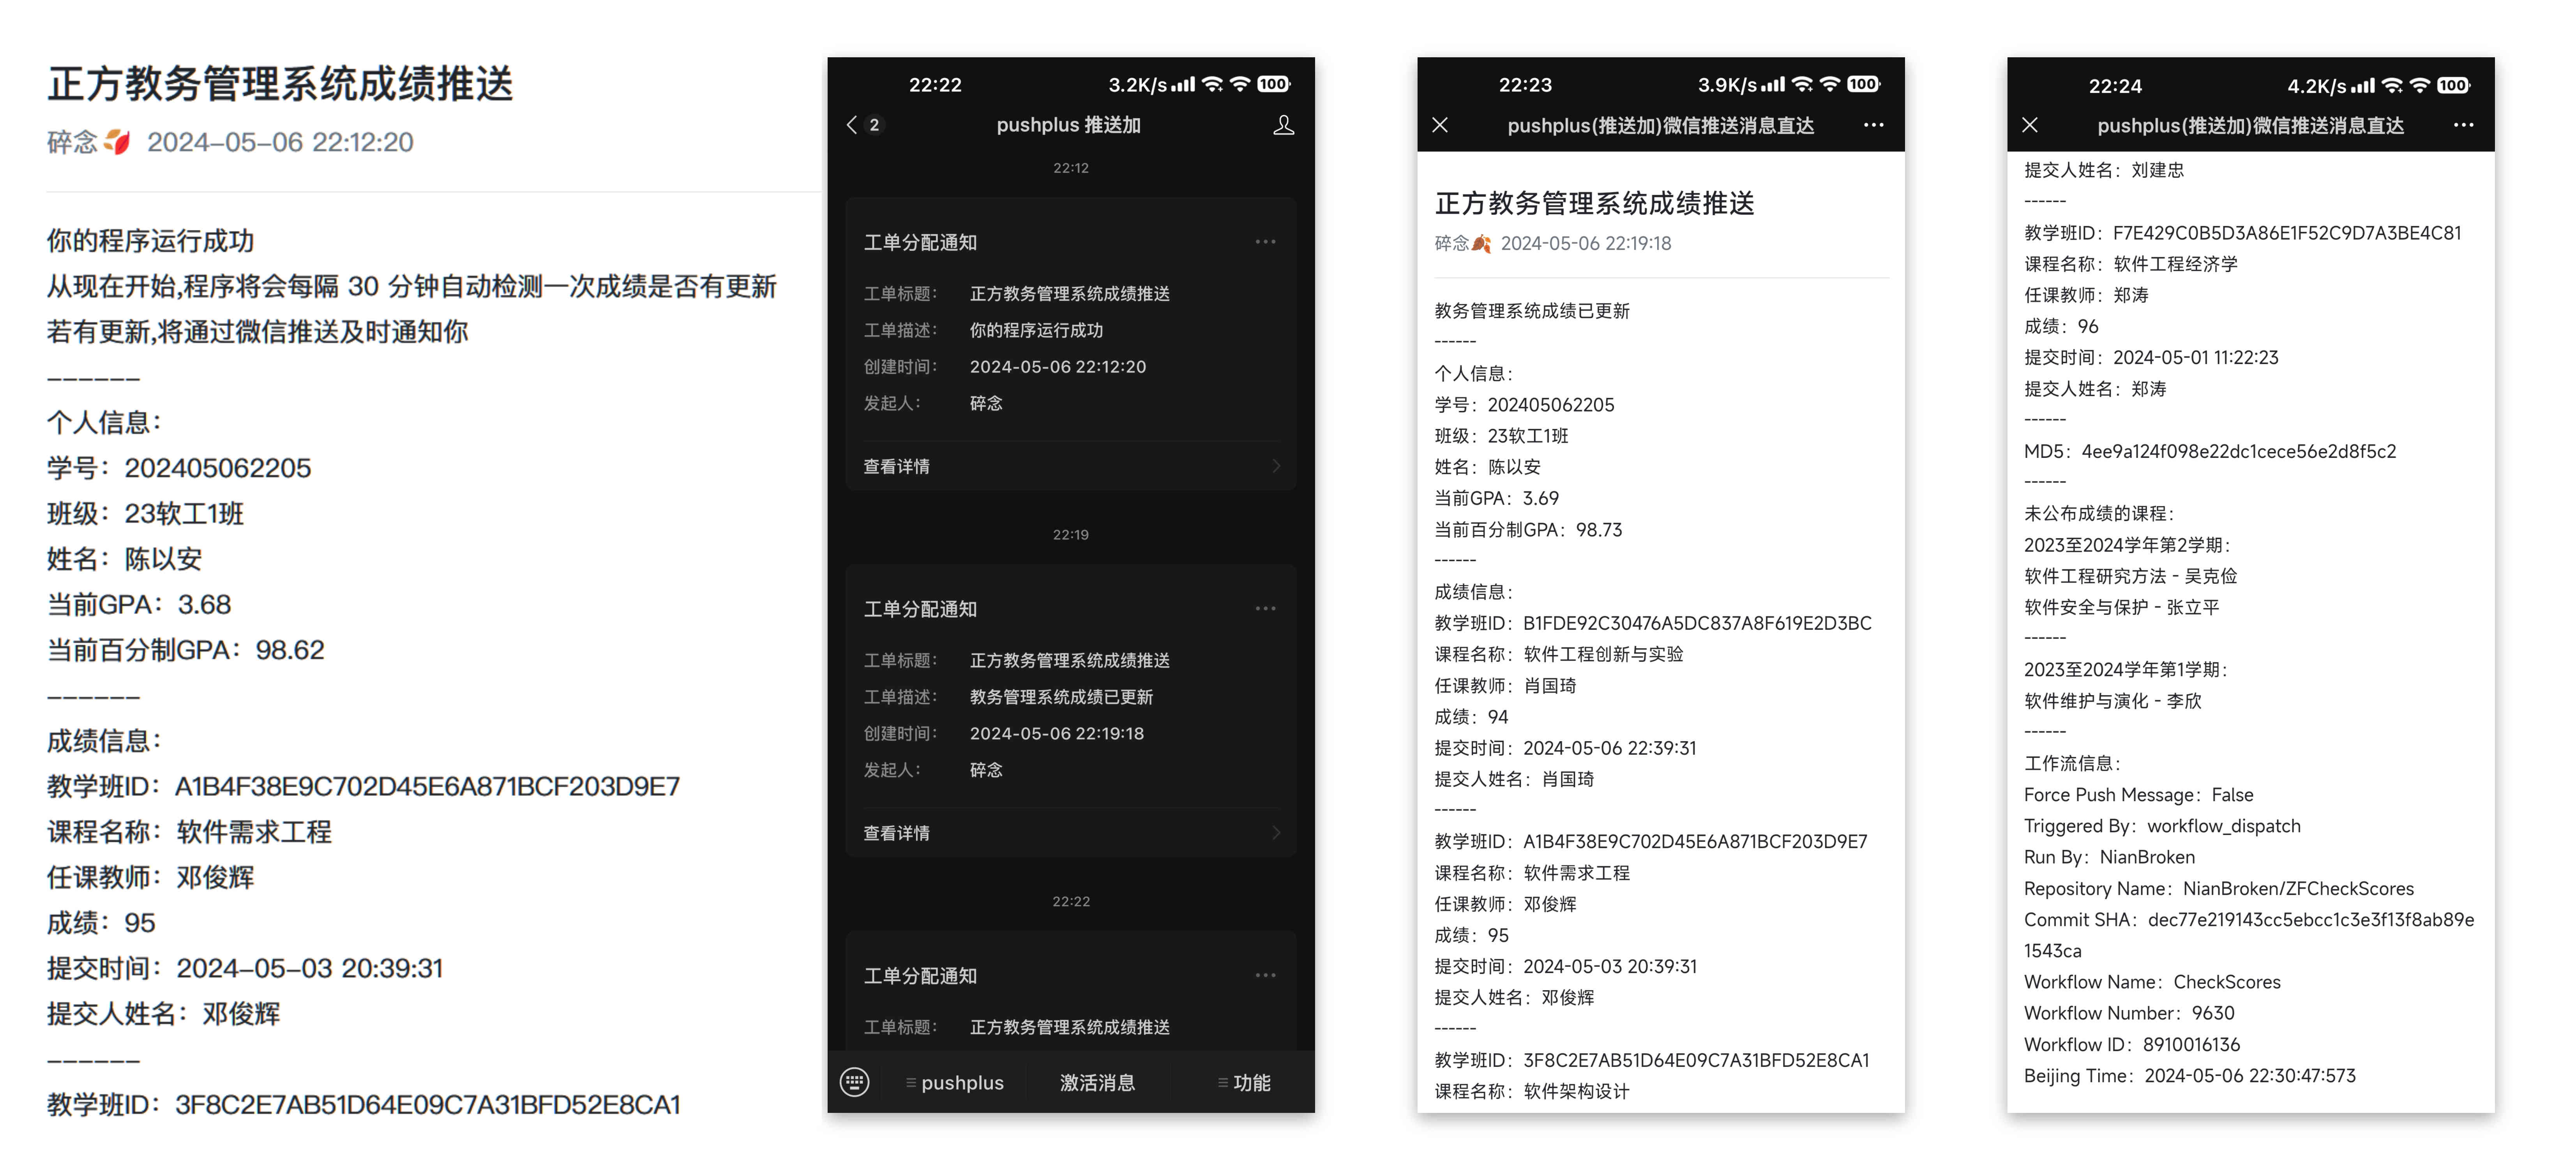 正方教务管理系统成绩推送
碎念🍂 2024-05-06 22:12:20
你的程序运行成功
从现在开始,程序将会每隔 30 分钟自动检测一次成绩是否有更新
若有更新,将通过微信推送及时通知你
------
个人信息：
学号：202405062205
班级：23软工1班
姓名：陈以安
当前GPA：3.68
当前百分制GPA：98.62
------
成绩信息：
教学班ID：A1B4F38E9C702D45E6A871BCF203D9E7
课程名称：软件需求工程
任课教师：邓俊辉
成绩：95
提交时间：2024-05-03 20:39:31
提交人姓名：邓俊辉
------
教学班ID：3F8C2E7AB51D64E09C7A31BFD52E8CA1
22:22 3.2K/s 100
2 pushplus 推送加
22:12
工单分配通知
工单标题： 正方教务管理系统成绩推送
工单描述： 你的程序运行成功
创建时间： 2024-05-06 22:12:20
发起人： 碎念
查看详情
22:19
工单分配通知
工单标题： 正方教务管理系统成绩推送
工单描述： 教务管理系统成绩已更新
创建时间： 2024-05-06 22:19:18
发起人： 碎念
查看详情
22:22
工单分配通知
工单标题： 正方教务管理系统成绩推送
pushplus 激活消息 功能
22:23 3.9K/s 100
pushplus(推送加)微信推送消息直达
正方教务管理系统成绩推送
碎念🍂 2024-05-06 22:19:18
教务管理系统成绩已更新
------
个人信息：
学号：202405062205
班级：23软工1班
姓名：陈以安
当前GPA：3.69
当前百分制GPA：98.73
------
成绩信息：
教学班ID：B1FDE92C30476A5DC837A8F619E2D3BC
课程名称：软件工程创新与实验
任课教师：肖国琦
成绩：94
提交时间：2024-05-06 22:39:31
提交人姓名：肖国琦
------
教学班ID：A1B4F38E9C702D45E6A871BCF203D9E7
课程名称：软件需求工程
任课教师：邓俊辉
成绩：95
提交时间：2024-05-03 20:39:31
提交人姓名：邓俊辉
------
教学班ID：3F8C2E7AB51D64E09C7A31BFD52E8CA1
课程名称：软件架构设计
22:24 4.2K/s 100
pushplus(推送加)微信推送消息直达
提交人姓名：刘建忠
------
教学班ID：F7E429C0B5D3A86E1F52C9D7A3BE4C81
课程名称：软件工程经济学
任课教师：郑涛
成绩：96
提交时间：2024-05-01 11:22:23
提交人姓名：郑涛
------
MD5：4ee9a124f098e22dc1cece56e2d8f5c2
------
未公布成绩的课程：
2023至2024学年第2学期：
软件工程研究方法 - 吴克俭
软件安全与保护 - 张立平
------
2023至2024学年第1学期：
软件维护与演化 - 李欣
------
工作流信息：
Force Push Message：False
Triggered By：workflow_dispatch
Run By：NianBroken
Repository Name：NianBroken/ZFCheckScores
Commit SHA：dec77e219143cc5ebcc1c3e3f13f8ab89e
1543ca
Workflow Name：CheckScores
Workflow Number：9630
Workflow ID：8910016136
Beijing Time：2024-05-06 22:30:47:573